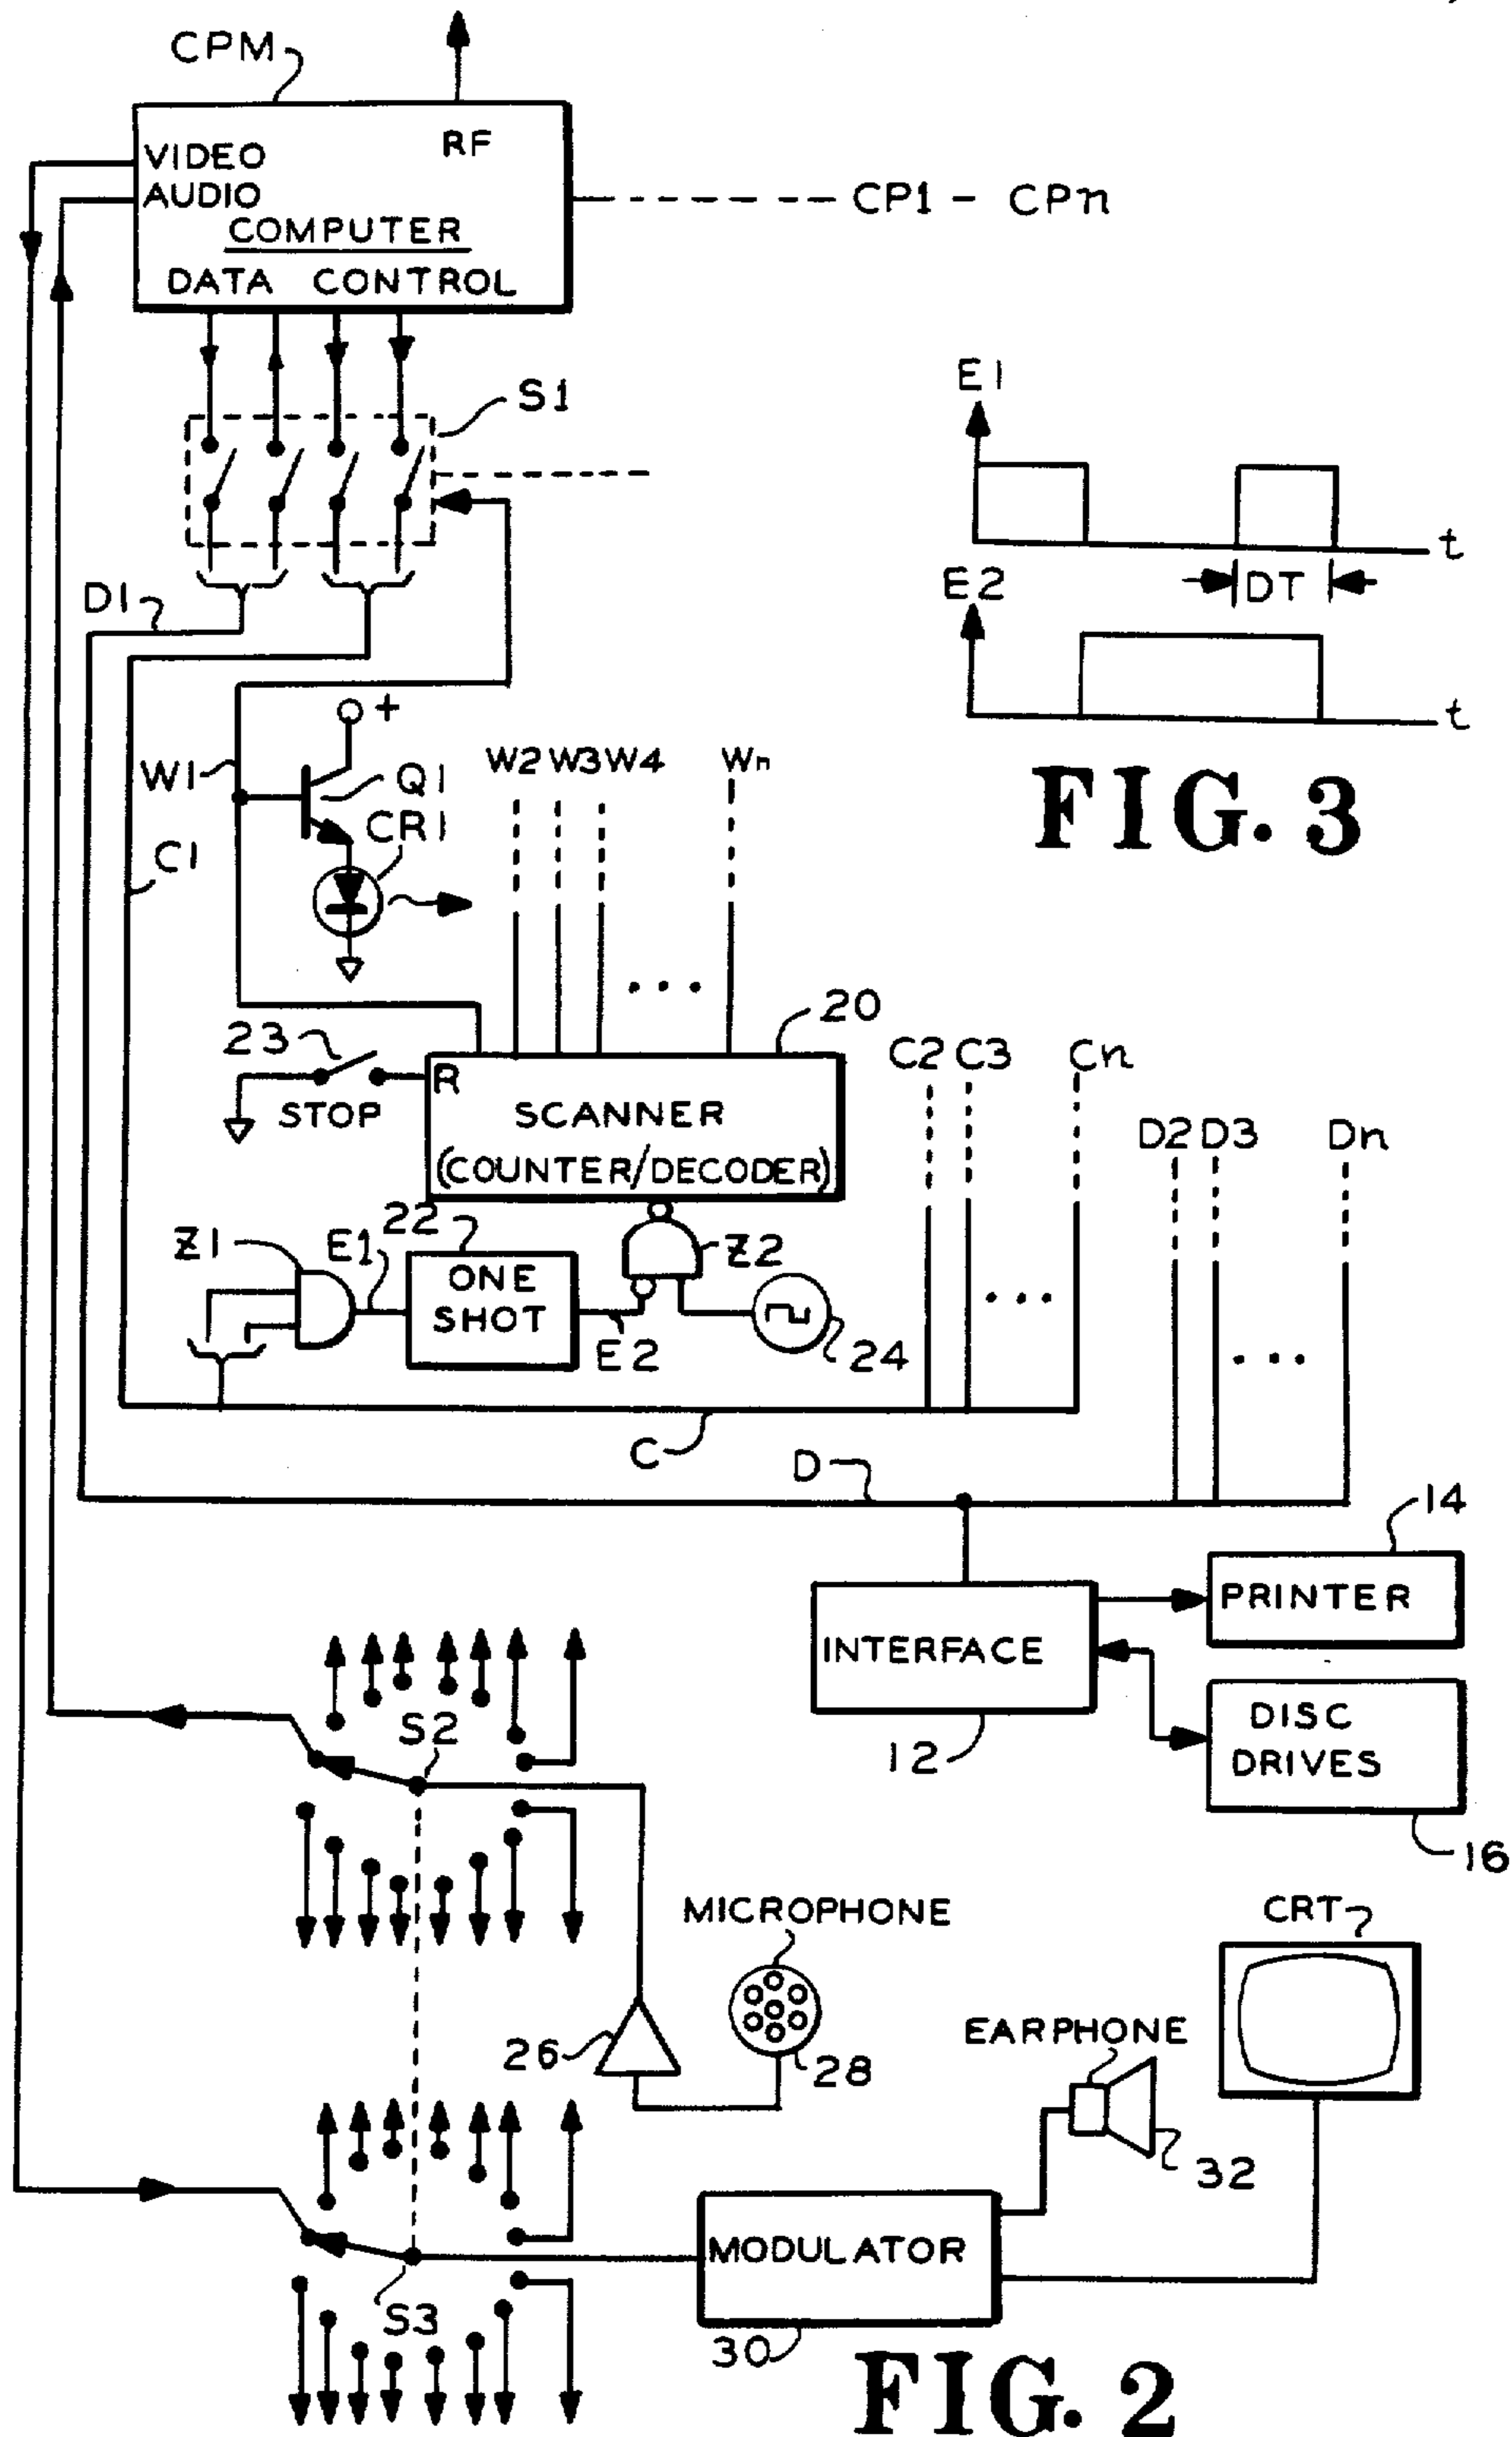 CPM
RF
VIDEO
AUDIO
CP1 - CPn
COMPUTER
DATA CONTROL
S1
E1
t
DT
E2
t
D1
+
W1
Q1
W2 W3 W4 Wn
CR1
FIG. 3
C1
20
23
R
STOP
SCANNER
(COUNTER/DECODER)
C2 C3 Cn
D2 D3 Dn
Z1
E1
22
ONE
SHOT
Z2
E2
24
C
D
14
PRINTER
INTERFACE
12
DISC
DRIVES
16
S2
MICROPHONE
CRT
26
28
EARPHONE
32
MODULATOR
S3
30
FIG. 2